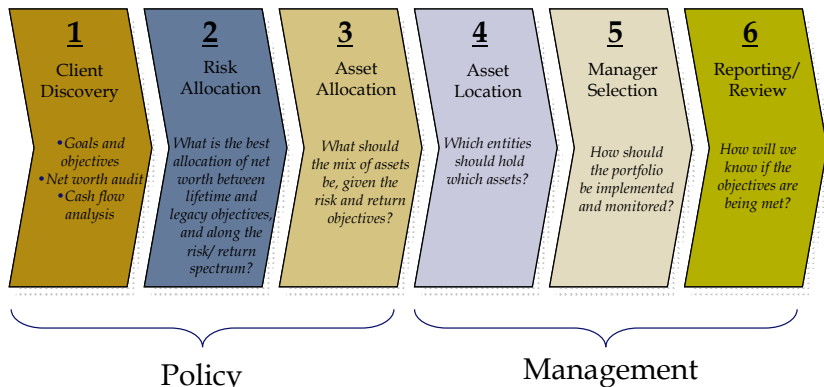 1
Client
Discovery
•Goals and
objectives
•Net worth audit
•Cash flow
analysis
2
Risk
Allocation
What is the best
allocation of net
worth between
lifetime and
legacy objectives,
and along the
risk/ return
spectrum?
3
Asset
Allocation
What should
the mix of assets
be, given the
risk and return
objectives?
4
Asset
Location
Which entities
should hold
which assets?
5
Manager
Selection
How should
the portfolio
be implemented
and monitored?
6
Reporting/
Review
How will we
know if the
objectives are
being met?
Policy
Management